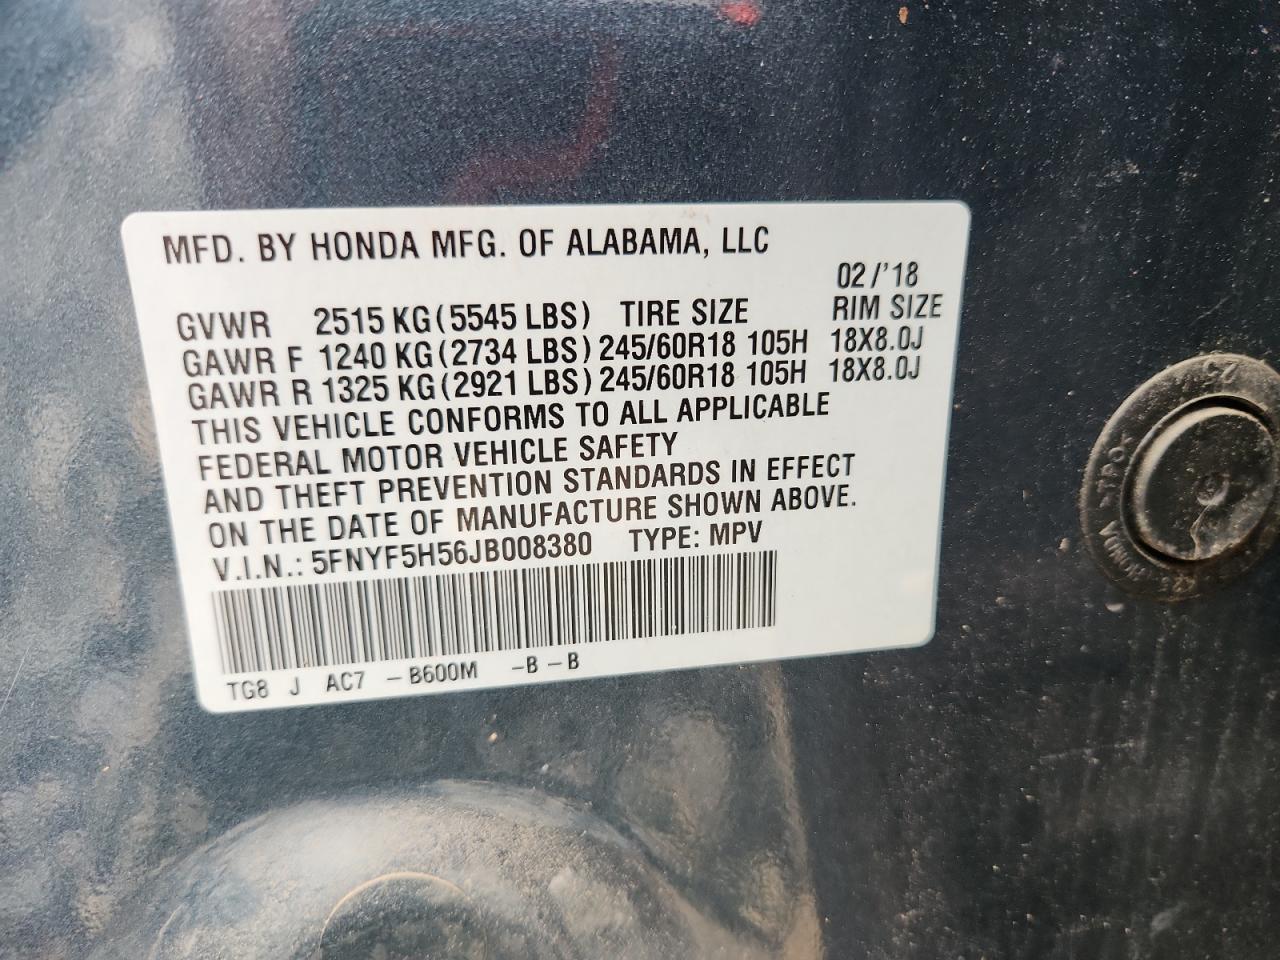 MFD. BY HONDA MFG. OF ALABAMA, LLC
02/'18
GVWR 2515 KG(5545 LBS) TIRE SIZE RIM SIZE
GAWR F 1240 KG(2734 LBS) 245/60R18 105H 18X8.0J
GAWR R 1325 KG(2921 LBS) 245/60R18 105H 18X8.0J
THIS VEHICLE CONFORMS TO ALL APPLICABLE
FEDERAL MOTOR VEHICLE SAFETY
AND THEFT PREVENTION STANDARDS IN EFFECT
ON THE DATE OF MANUFACTURE SHOWN ABOVE.
V.I.N.: 5FNYF5H56JB008380 TYPE: MPV
TG8 J AC7 -B600M -B-B